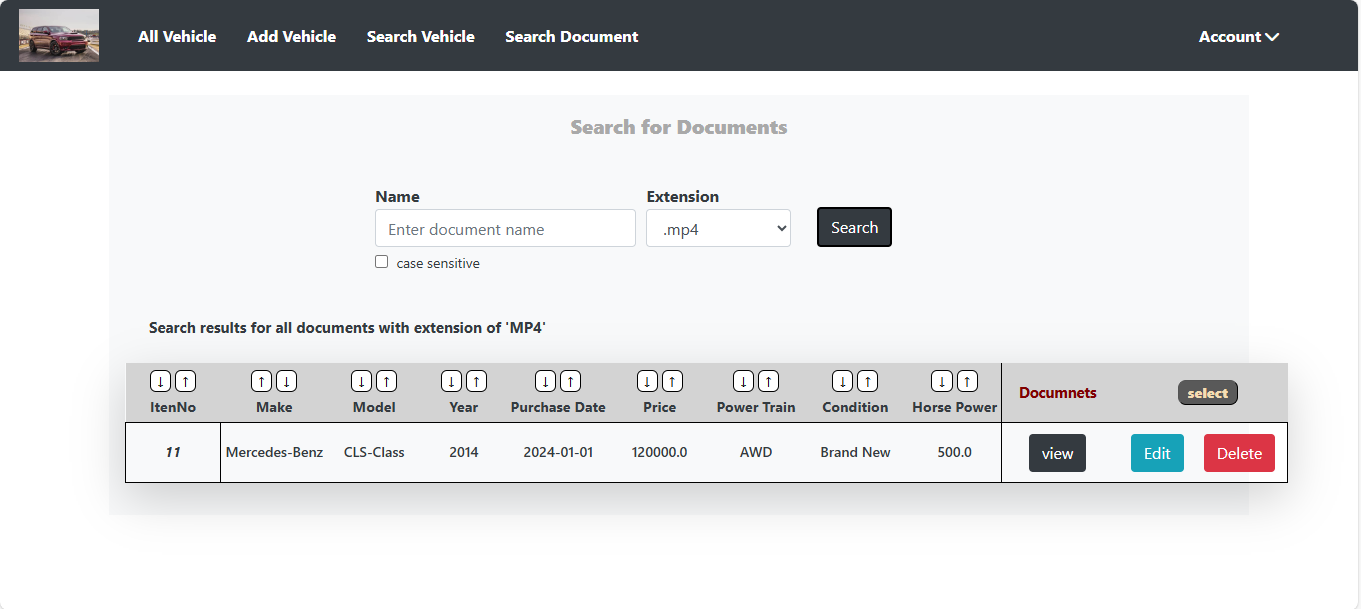 All Vehicle Add Vehicle Search Vehicle Search Document Account
Search for Documents
Name Extension
Enter document name .mp4 Search
case sensitive
Search results for all documents with extension of 'MP4'
↓ ↑ ↑ ↓ ↓ ↑ ↓ ↑ ↓ ↑ ↓ ↑ ↓ ↑ ↓ ↑ ↓ ↑
ItenNo Make Model Year Purchase Date Price Power Train Condition Horse Power Documnets select
11 Mercedes-Benz CLS-Class 2014 2024-01-01 120000.0 AWD Brand New 500.0 view Edit Delete